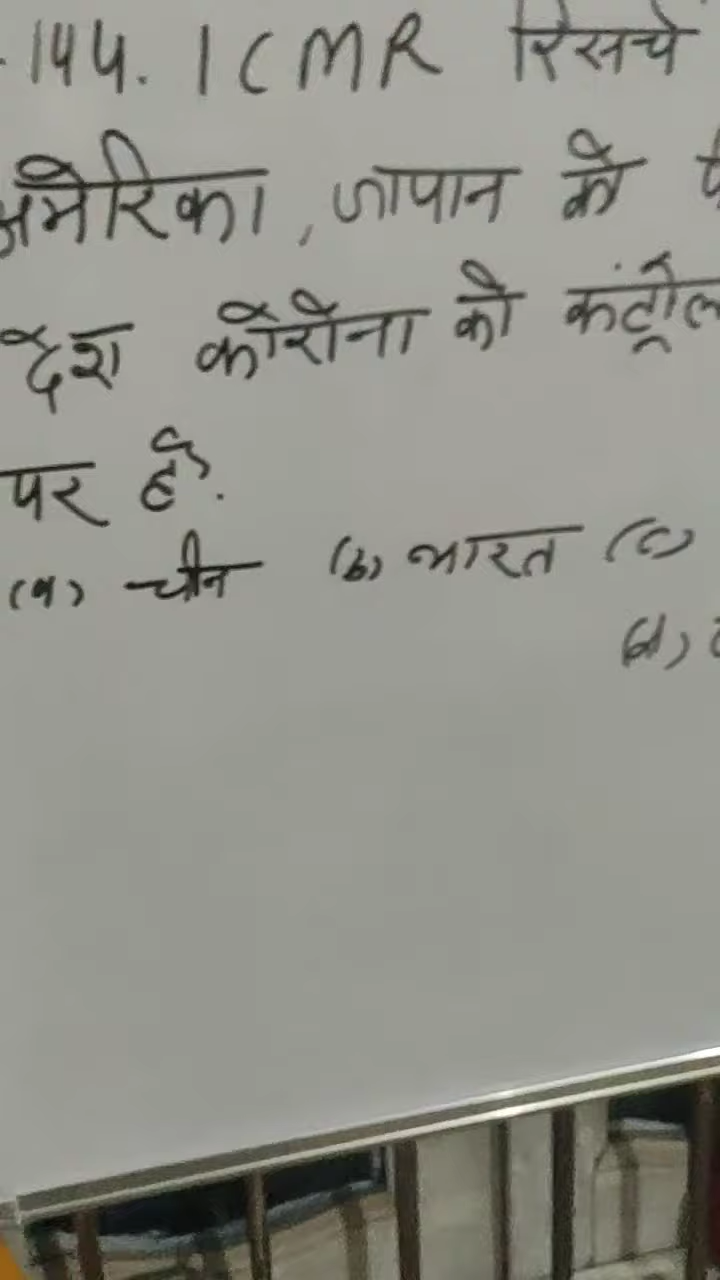 144. ICMR रिसर्च
अमेरिका, जापान को
देश कोरोना को कंट्रोल
पर है.
(a) चीन (b) भारत (c)
(d)